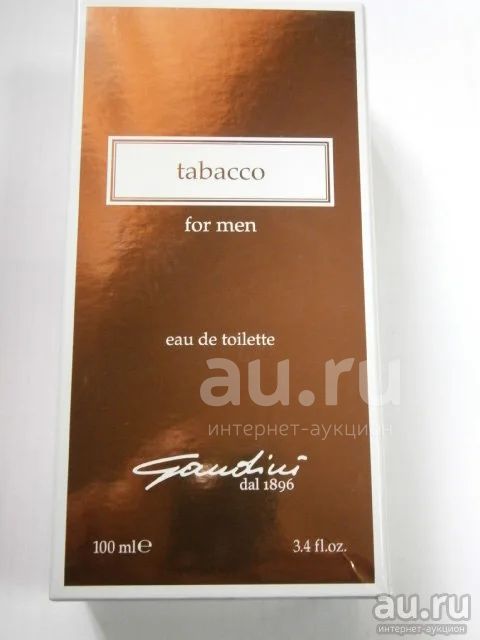 tabacco
for men
eau de toilette
au.ru
интернет-аукцион
Gandini
dal 1896
100 ml ℮
3.4 fl.oz.
au.ru
интернет-аукцион